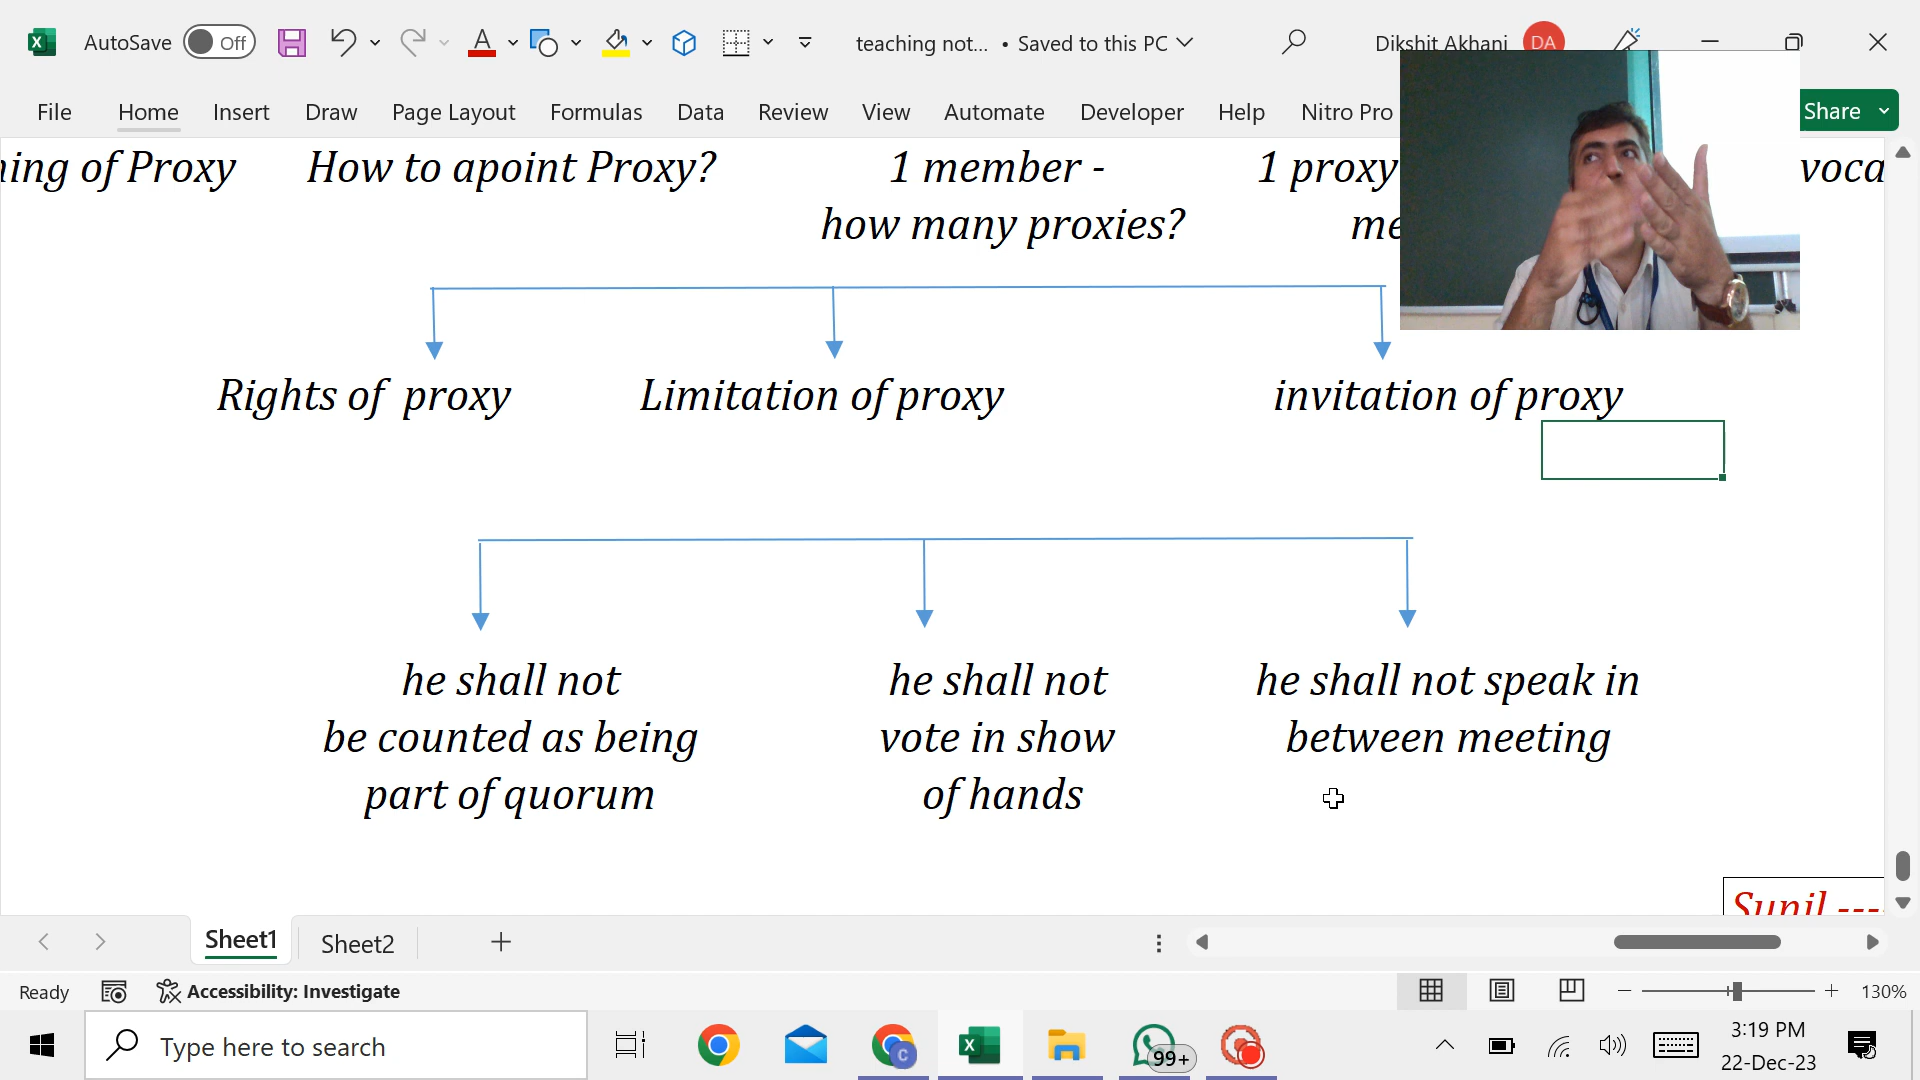 AutoSave Off teaching not... • Saved to this PC Dikshit Akhani DA
File Home Insert Draw Page Layout Formulas Data Review View Automate Developer Help Nitro Pro Share
ning of Proxy How to apoint Proxy? 1 member - 1 proxy voca
how many proxies? me
Rights of proxy Limitation of proxy invitation of proxy
he shall not he shall not he shall not speak in
be counted as being vote in show between meeting
part of quorum of hands
Sunil ----
Sheet1 Sheet2
Ready Accessibility: Investigate 130%
Type here to search C 99+ 3:19 PM
22-Dec-23